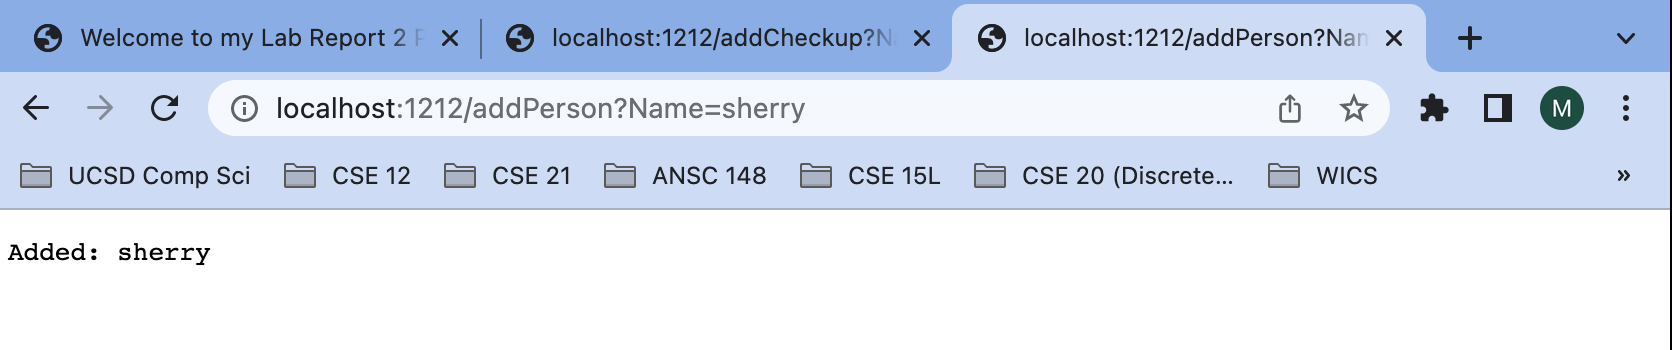 Welcome to my Lab Report 2 localhost:1212/addCheckup?N localhost:1212/addPerson?Nam
localhost:1212/addPerson?Name=sherry M
UCSD Comp Sci CSE 12 CSE 21 ANSC 148 CSE 15L CSE 20 (Discrete... WICS »
Added: sherry